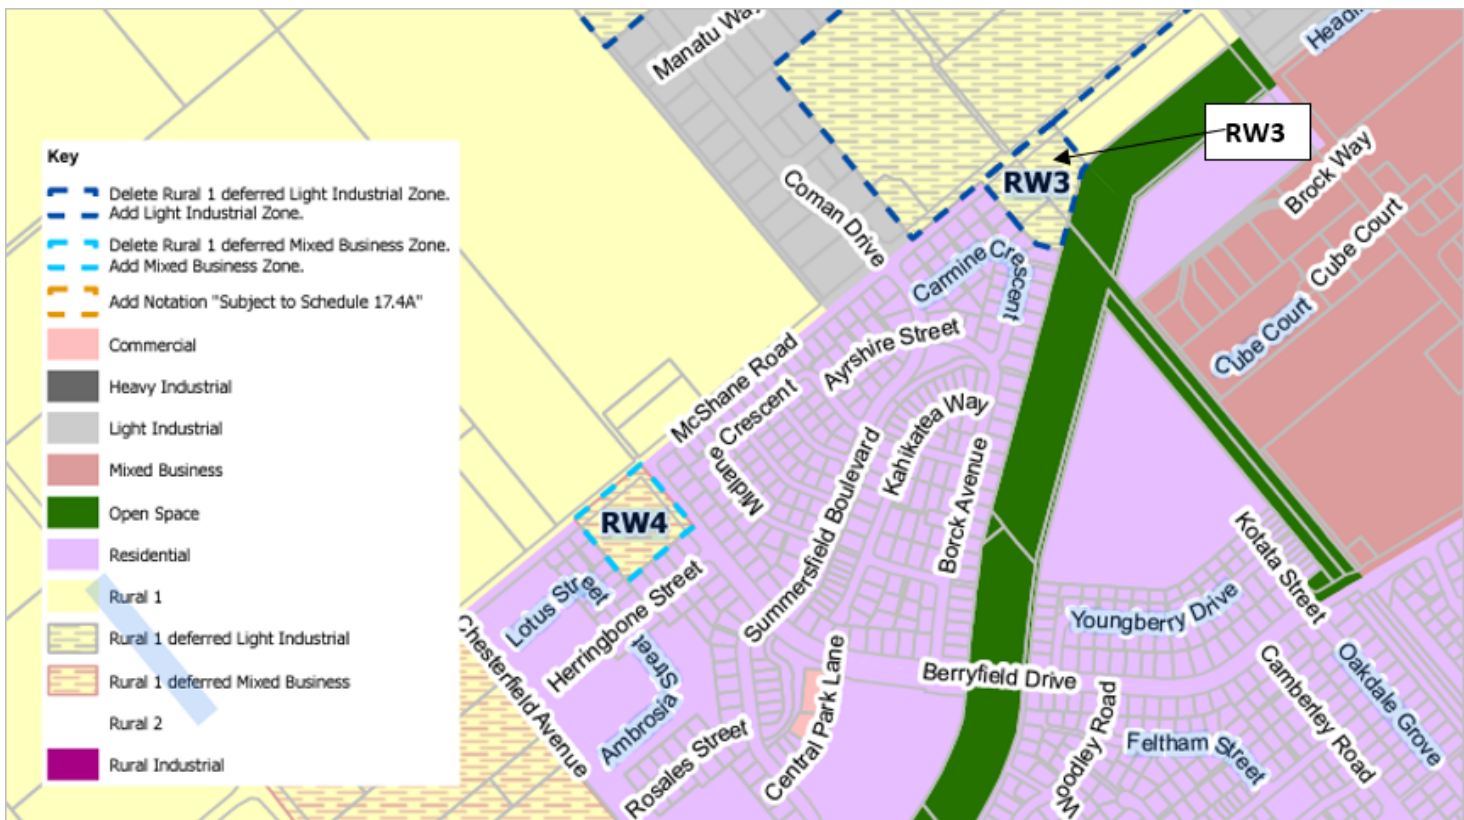 Manatu Way
Headi
RW3
RW3
Brock Way
Cube Court
Cube Court
Coman Drive
Carmine Crescent
Key
Delete Rural 1 deferred Light Industrial Zone.
Add Light Industrial Zone.
Delete Rural 1 deferred Mixed Business Zone.
Add Mixed Business Zone.
Add Notation "Subject to Schedule 17.4A"
Commercial
Heavy Industrial
Light Industrial
Mixed Business
Open Space
Residential
Rural 1
Rural 1 deferred Light Industrial
Rural 1 deferred Mixed Business
Rural 2
Rural Industrial
McShane Road
Ayrshire Street
Midlane Crescent
Kahikatea Way
Summersfield Boulevard
Borck Avenue
RW4
Lotus Street
Herringbone Street
Chesterfield Avenue
Ambrosia Street
Rosales Street
Central Park Lane
Berryfield Drive
Youngberry Drive
Kotata Street
Woodley Road
Feltham Street
Camberley Road
Oakdale Grove